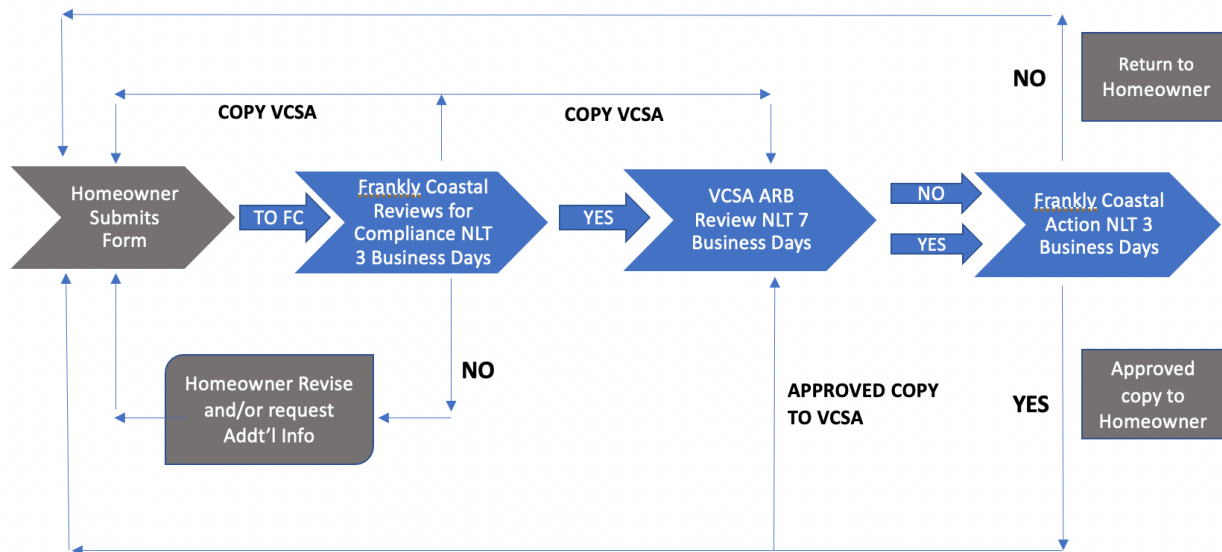 Return to
Homeowner
NO
COPY VCSA
COPY VCSA
Homeowner
Submits
Form
TO FC
Frankly Coastal
Reviews for
Compliance NLT
3 Business Days
YES
VCSA ARB
Review NLT 7
Business Days
NO
YES
Frankly Coastal
Action NLT 3
Business Days
Homeowner Revise
and/or request
Addt'l Info
NO
APPROVED COPY
TO VCSA
YES
Approved
copy to
Homeowner